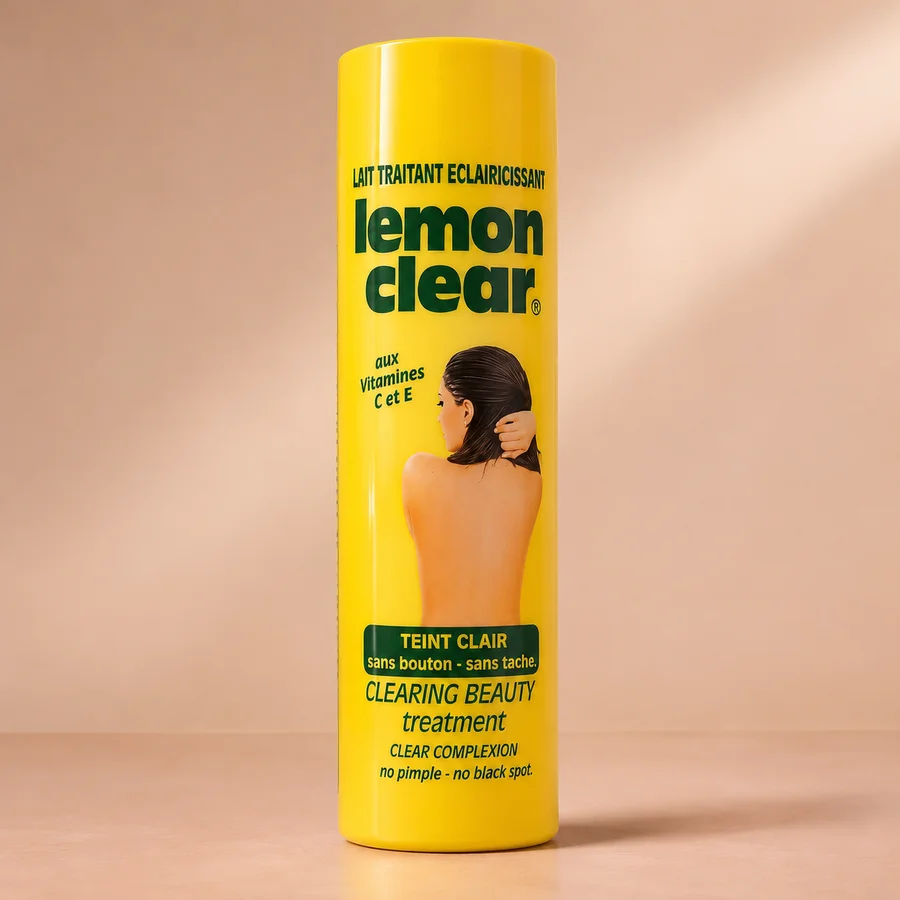 LAIT TRAITANT ECLAIRICISSANT
lemon
clear®
aux
Vitamines
C et E
TEINT CLAIR
sans bouton - sans tache.
CLEARING BEAUTY
treatment
CLEAR COMPLEXION
no pimple - no black spot.